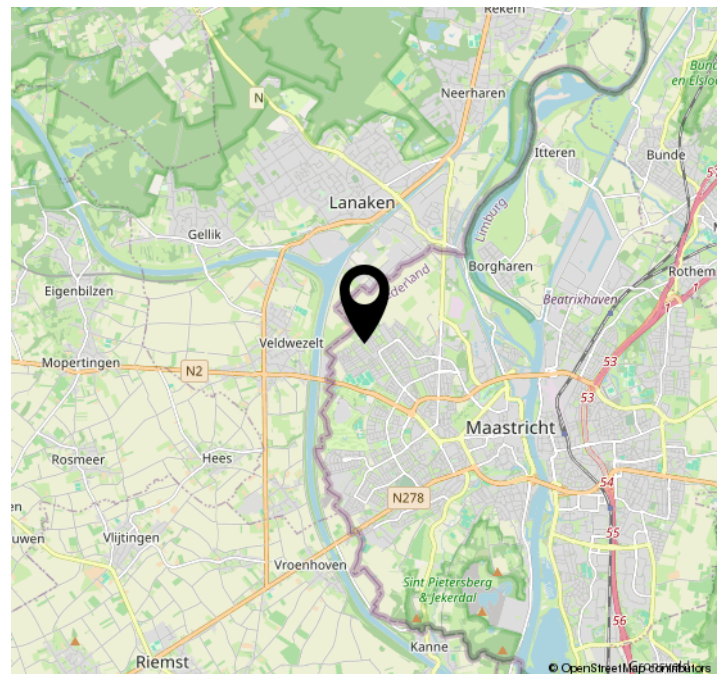 Rekem
Bund
en Elsloo
Neerharen
N
Itteren
Bunde
Lanaken
Limburg
Gellik
Borgharen
Rothem
Eigenbilzen
Beatrixhaven
Veldwezelt
Mopertingen
N2
53
53
Maastricht
Rosmeer
Hees
54
N278
Vlijtingen
55
Vroenhoven
Sint Pietersberg
& Jekerdal
56
Kanne
Riemst
© OpenStreetMap contributors